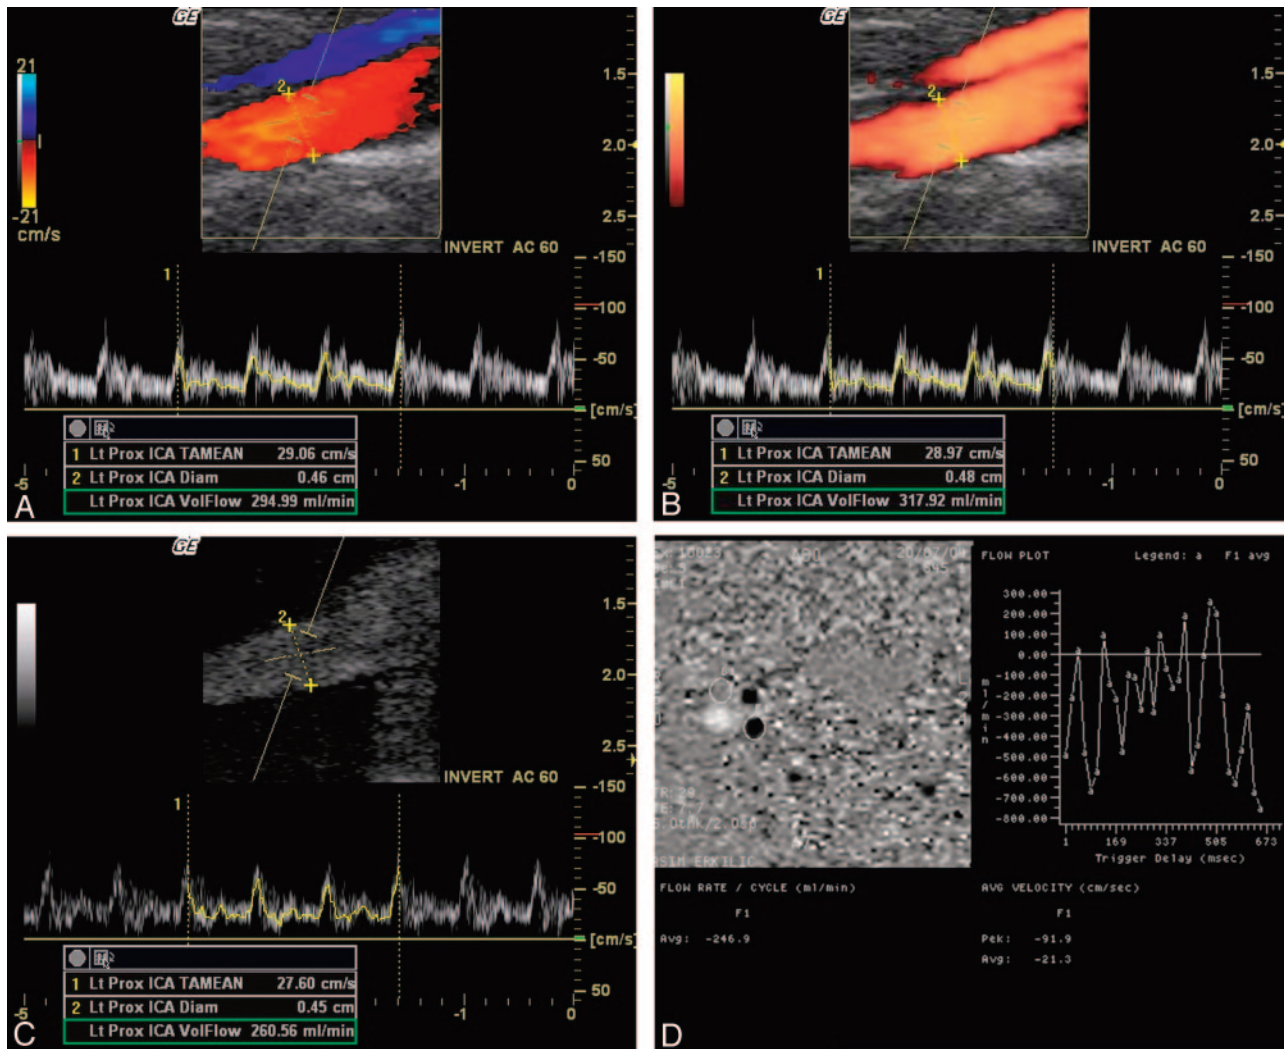 GE
21
-21
cm/s
2
1.5
2.0
2.5
INVERT AC 60
1
-150
-100
-50
[cm/s]
50
1 Lt Prox ICA TAMEAN 29.06 cm/s
2 Lt Prox ICA Diam 0.46 cm
Lt Prox ICA VolFlow 294.99 ml/min
-5 -1 0
A
GE
2
1.5
2.0
2.5
INVERT AC 60
1
-150
-100
-50
[cm/s]
50
1 Lt Prox ICA TAMEAN 28.97 cm/s
2 Lt Prox ICA Diam 0.48 cm
Lt Prox ICA VolFlow 317.92 ml/min
-5 -1 0
B
GE
2
1.5
2.0
2.5
INVERT AC 60
1
-150
-100
-50
[cm/s]
50
1 Lt Prox ICA TAMEAN 27.60 cm/s
2 Lt Prox ICA Diam 0.45 cm
Lt Prox ICA VolFlow 260.56 ml/min
-5 -1 0
C
FLOW PLOT Legend: a F1 avg
300.00
200.00
100.00
0.00
-100.00
-200.00
-300.00
-400.00
-500.00
-600.00
-700.00
-800.00
ml/min
1 169 337 505 673
Trigger Delay (msec)
ASIM ERKILIC
FLOW RATE / CYCLE (ml/min)
F1
Avg: -246.9
AVG VELOCITY (cm/sec)
F1
Pek: -91.9
Avg: -21.3
D